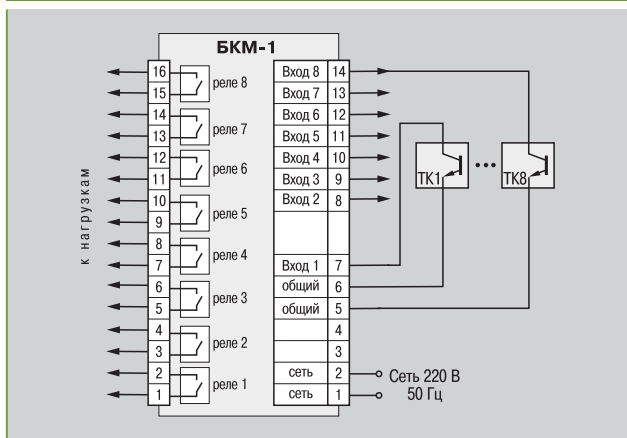 БКМ-1
16 реле 8 Вход 8 14
15 Вход 7 13
14 реле 7 Вход 6 12
13 Вход 5 11
12 реле 6 Вход 4 10
11 Вход 3 9
10 реле 5 Вход 2 8
9
8 реле 4
7 Вход 1 7
6 реле 3 общий 6
5 общий 5
4 реле 2 4
3 3
2 реле 1 сеть 2
1 сеть 1
к нагрузкам
ТК1 ТК8
Сеть 220 В
50 Гц